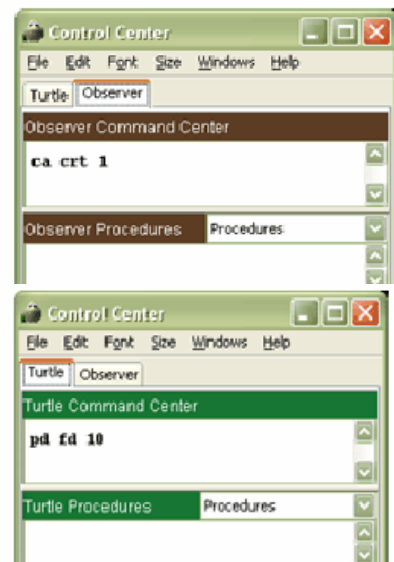 Control Center
File Edit Font Size Windows Help
Turtle Observer
Observer Command Center
ca crt 1
Observer Procedures Procedures
Control Center
File Edit Font Size Windows Help
Turtle Observer
Turtle Command Center
pd fd 10
Turtle Procedures Procedures